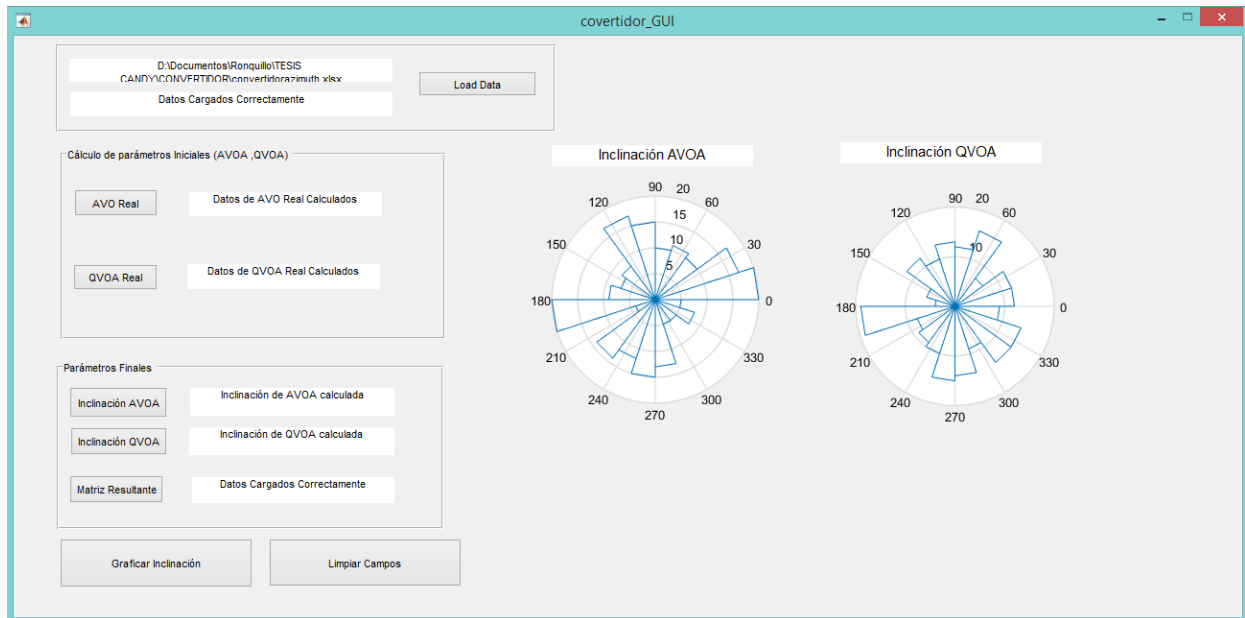 covertidor_GUI
D:\Documentos\Ronquillo\TESIS
CANDY\CONVERTIDOR\convertidorazimuth.xlsx
Load Data
Datos Cargados Correctamente
Cálculo de parámetros Iniciales (AVOA ,QVOA)
AVO Real
Datos de AVO Real Calculados
QVOA Real
Datos de QVOA Real Calculados
Parámetros Finales
Inclinación AVOA
Inclinación de AVOA calculada
Inclinación QVOA
Inclinación de QVOA calculada
Matriz Resultante
Datos Cargados Correctamente
Graficar Inclinación
Limpiar Campos
Inclinación AVOA
90 20
120 60
15
150 10 30
5
180 0
210 330
240 300
270
Inclinación QVOA
90 20
120 60
150 10 30
180 0
210 330
240 300
270